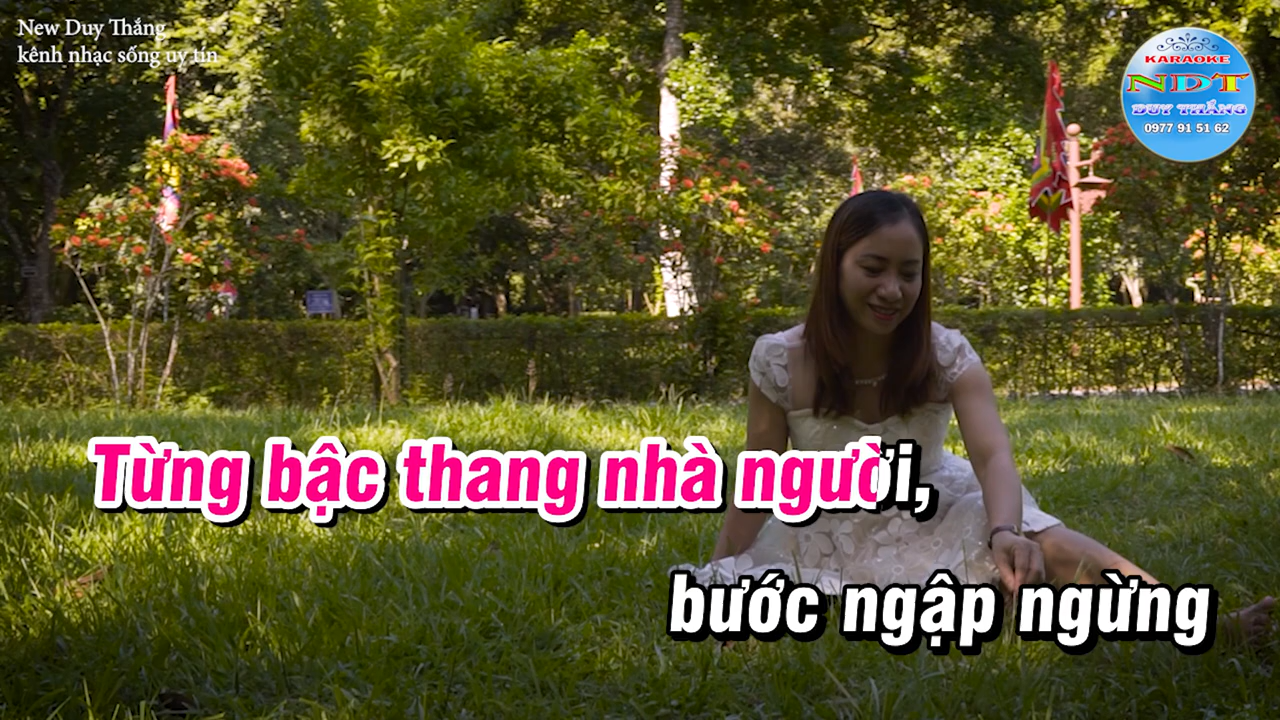 New Duy Thắng
kênh nhạc sống uy tín
KARAOKE
NDT
DUY THẮNG
0977 91 51 62
Từng bậc thang nhà người,
bước ngập ngừng